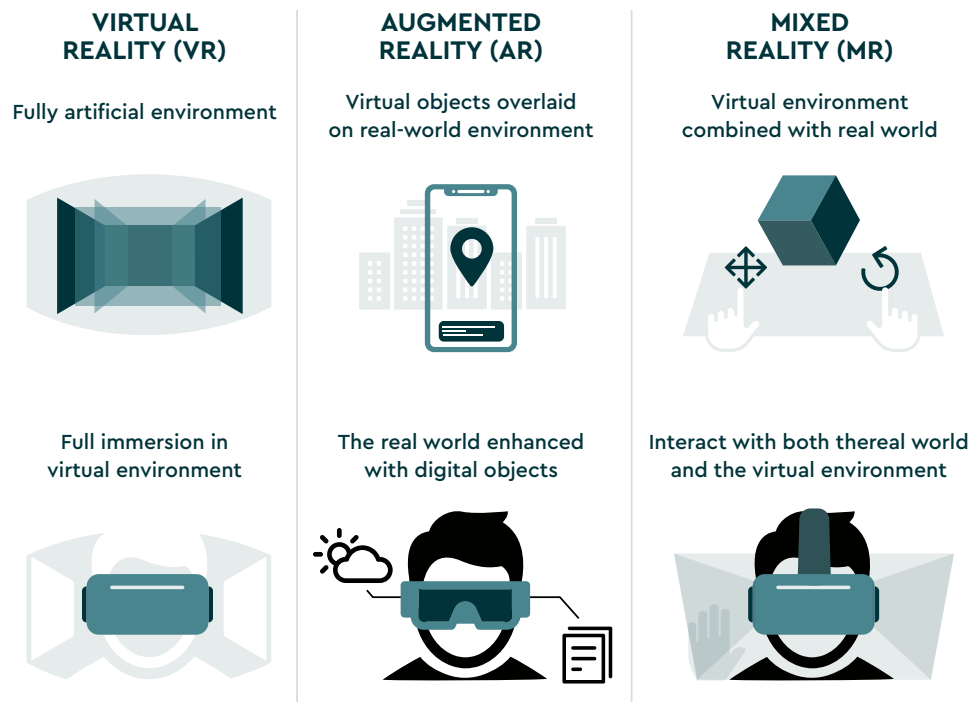 VIRTUAL
REALITY (VR)
Fully artificial environment
Full immersion in
virtual environment
AUGMENTED
REALITY (AR)
Virtual objects overlaid
on real-world environment
The real world enhanced
with digital objects
MIXED
REALITY (MR)
Virtual environment
combined with real world
Interact with both thereal world
and the virtual environment